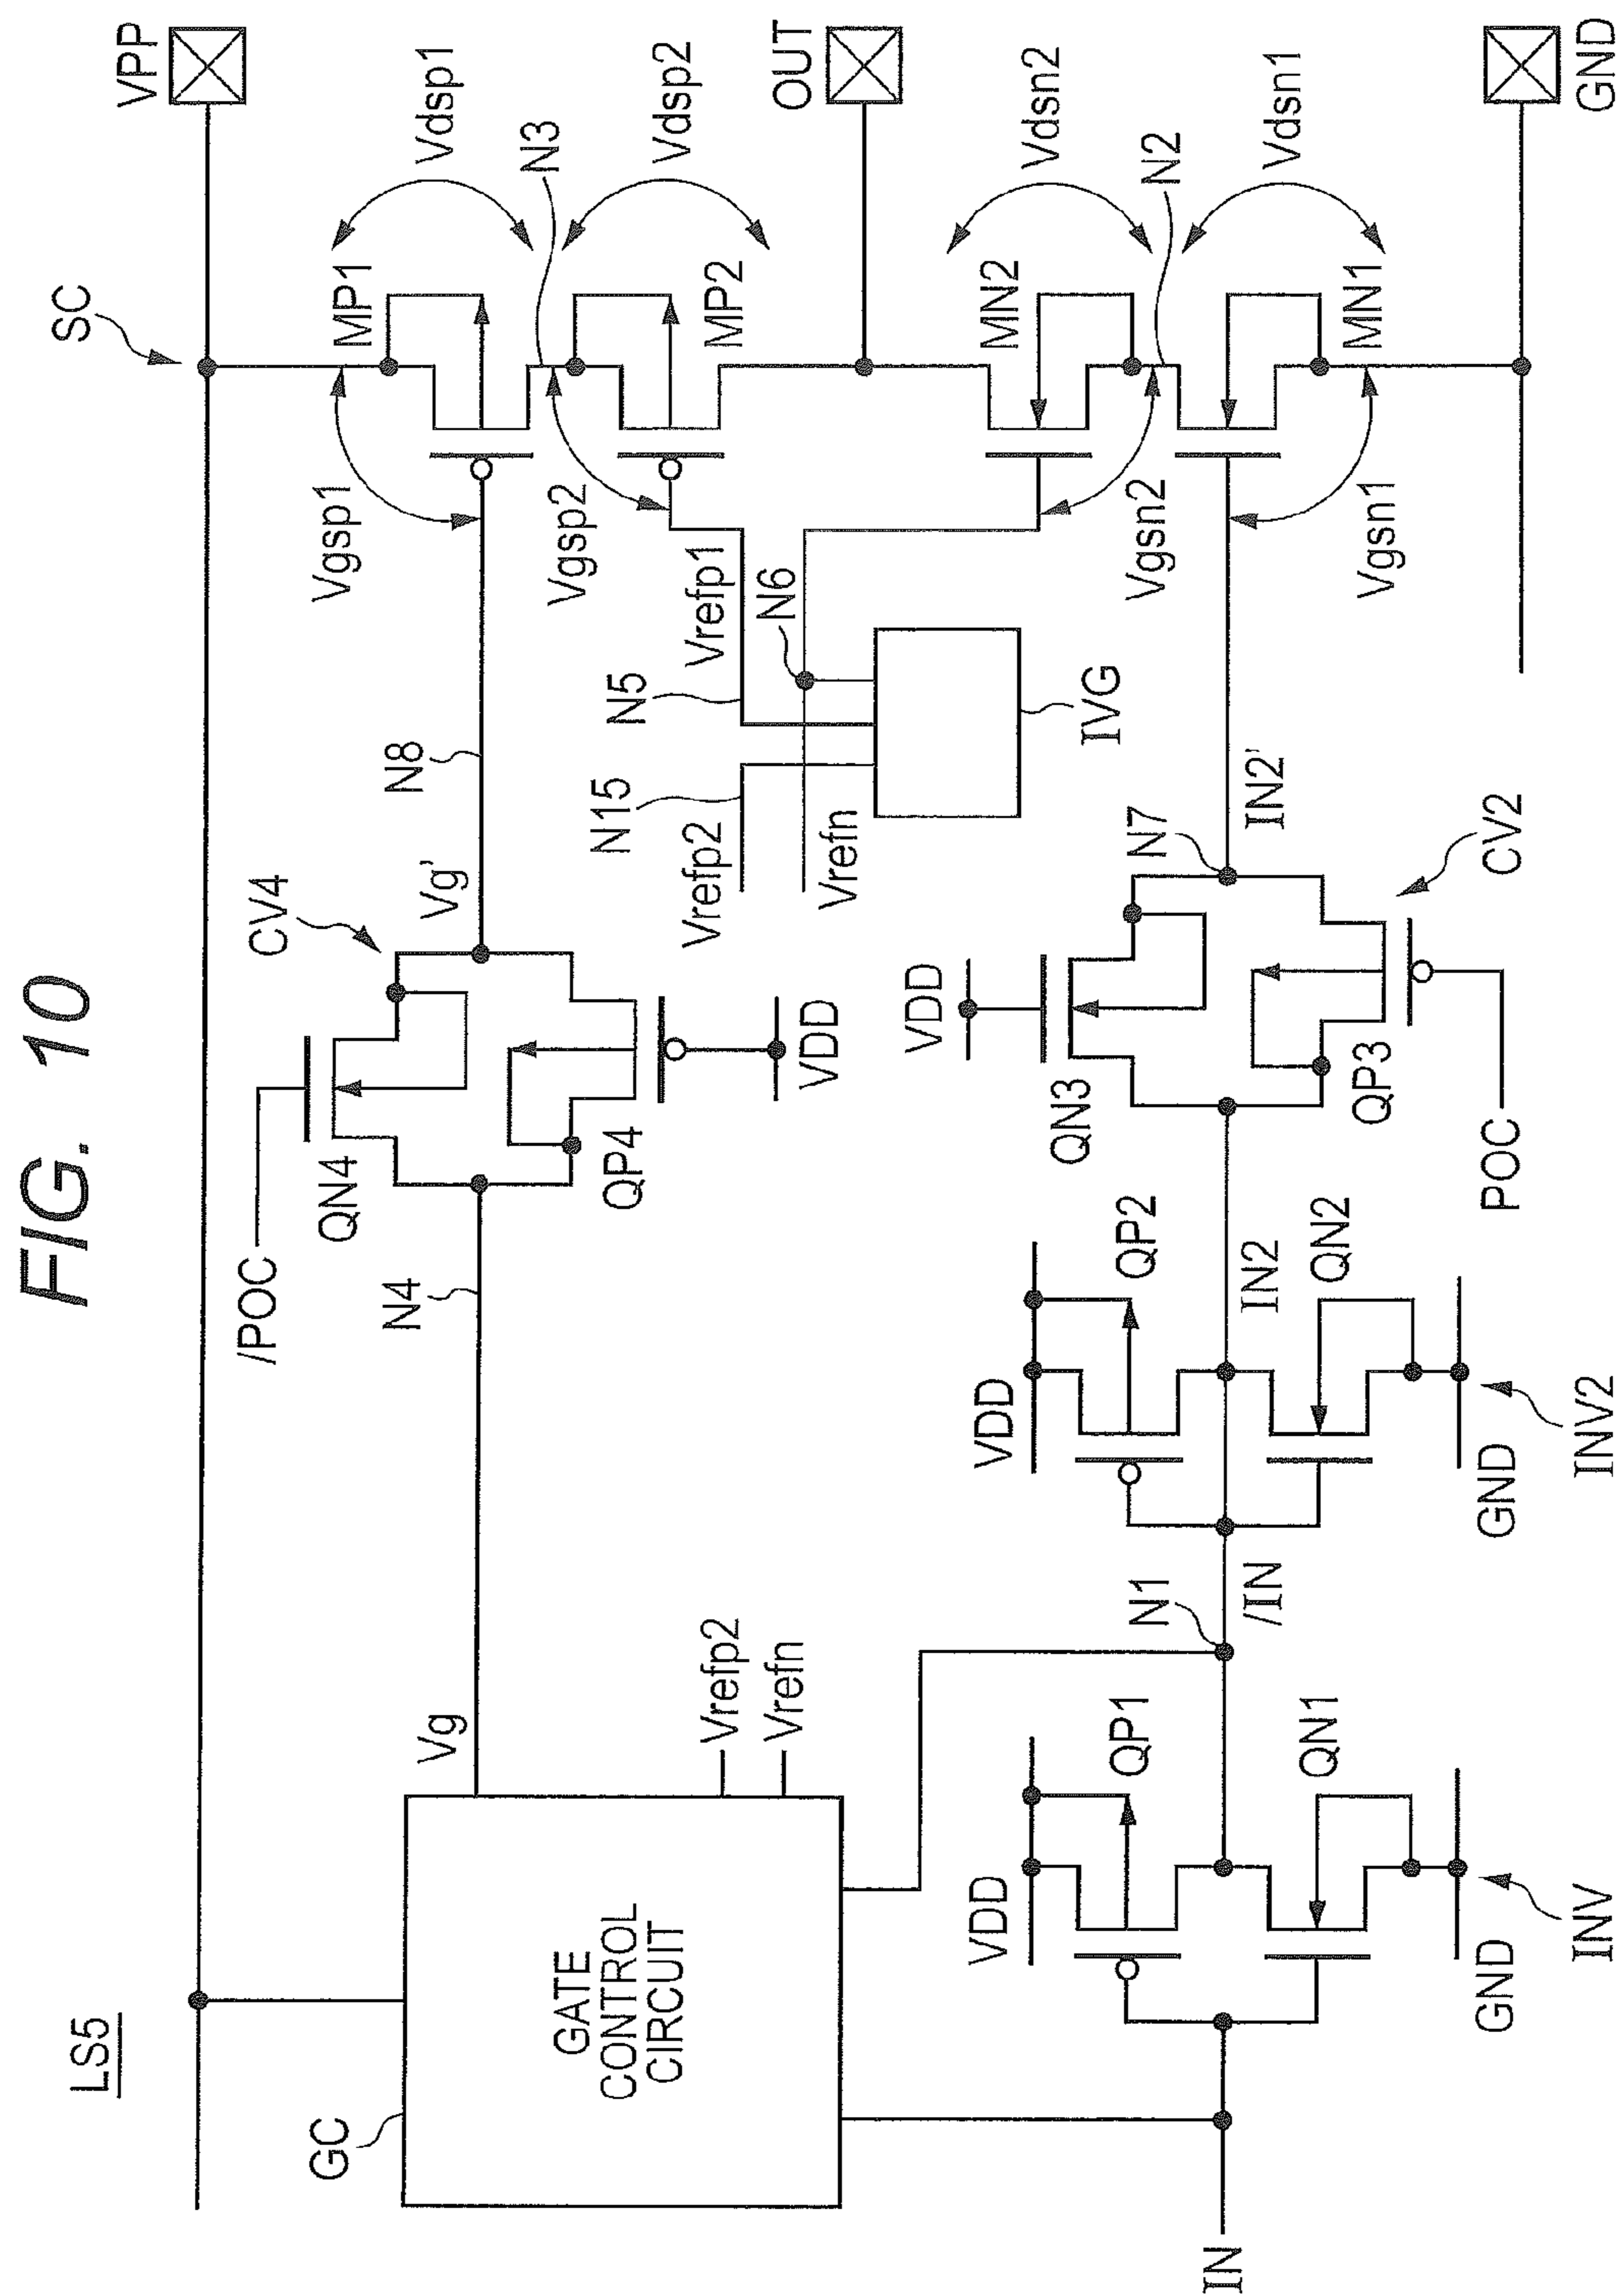 FIG. 10
LS5
SC
VPP
GC
GATE
CONTROL
CIRCUIT
Vg
N4
/POC
QN4
QP4
VDD
CV4
Vg'
N8
Vgsp1
MP1
Vdsp1
N3
Vgsp2
MP2
Vdsp2
Vrefp2
Vrefn
N15
Vrefp2
Vrefn
N5
Vrefp1
N6
IVG
OUT
MN2
Vdsn2
N2
Vgsn2
MN1
Vdsn1
Vgsn1
GND
IN
VDD
QP1
QN1
GND
INV
N1
/IN
VDD
QP2
IN2
QN2
GND
INV2
VDD
QN3
QP3
POC
N7
IN2'
CV2